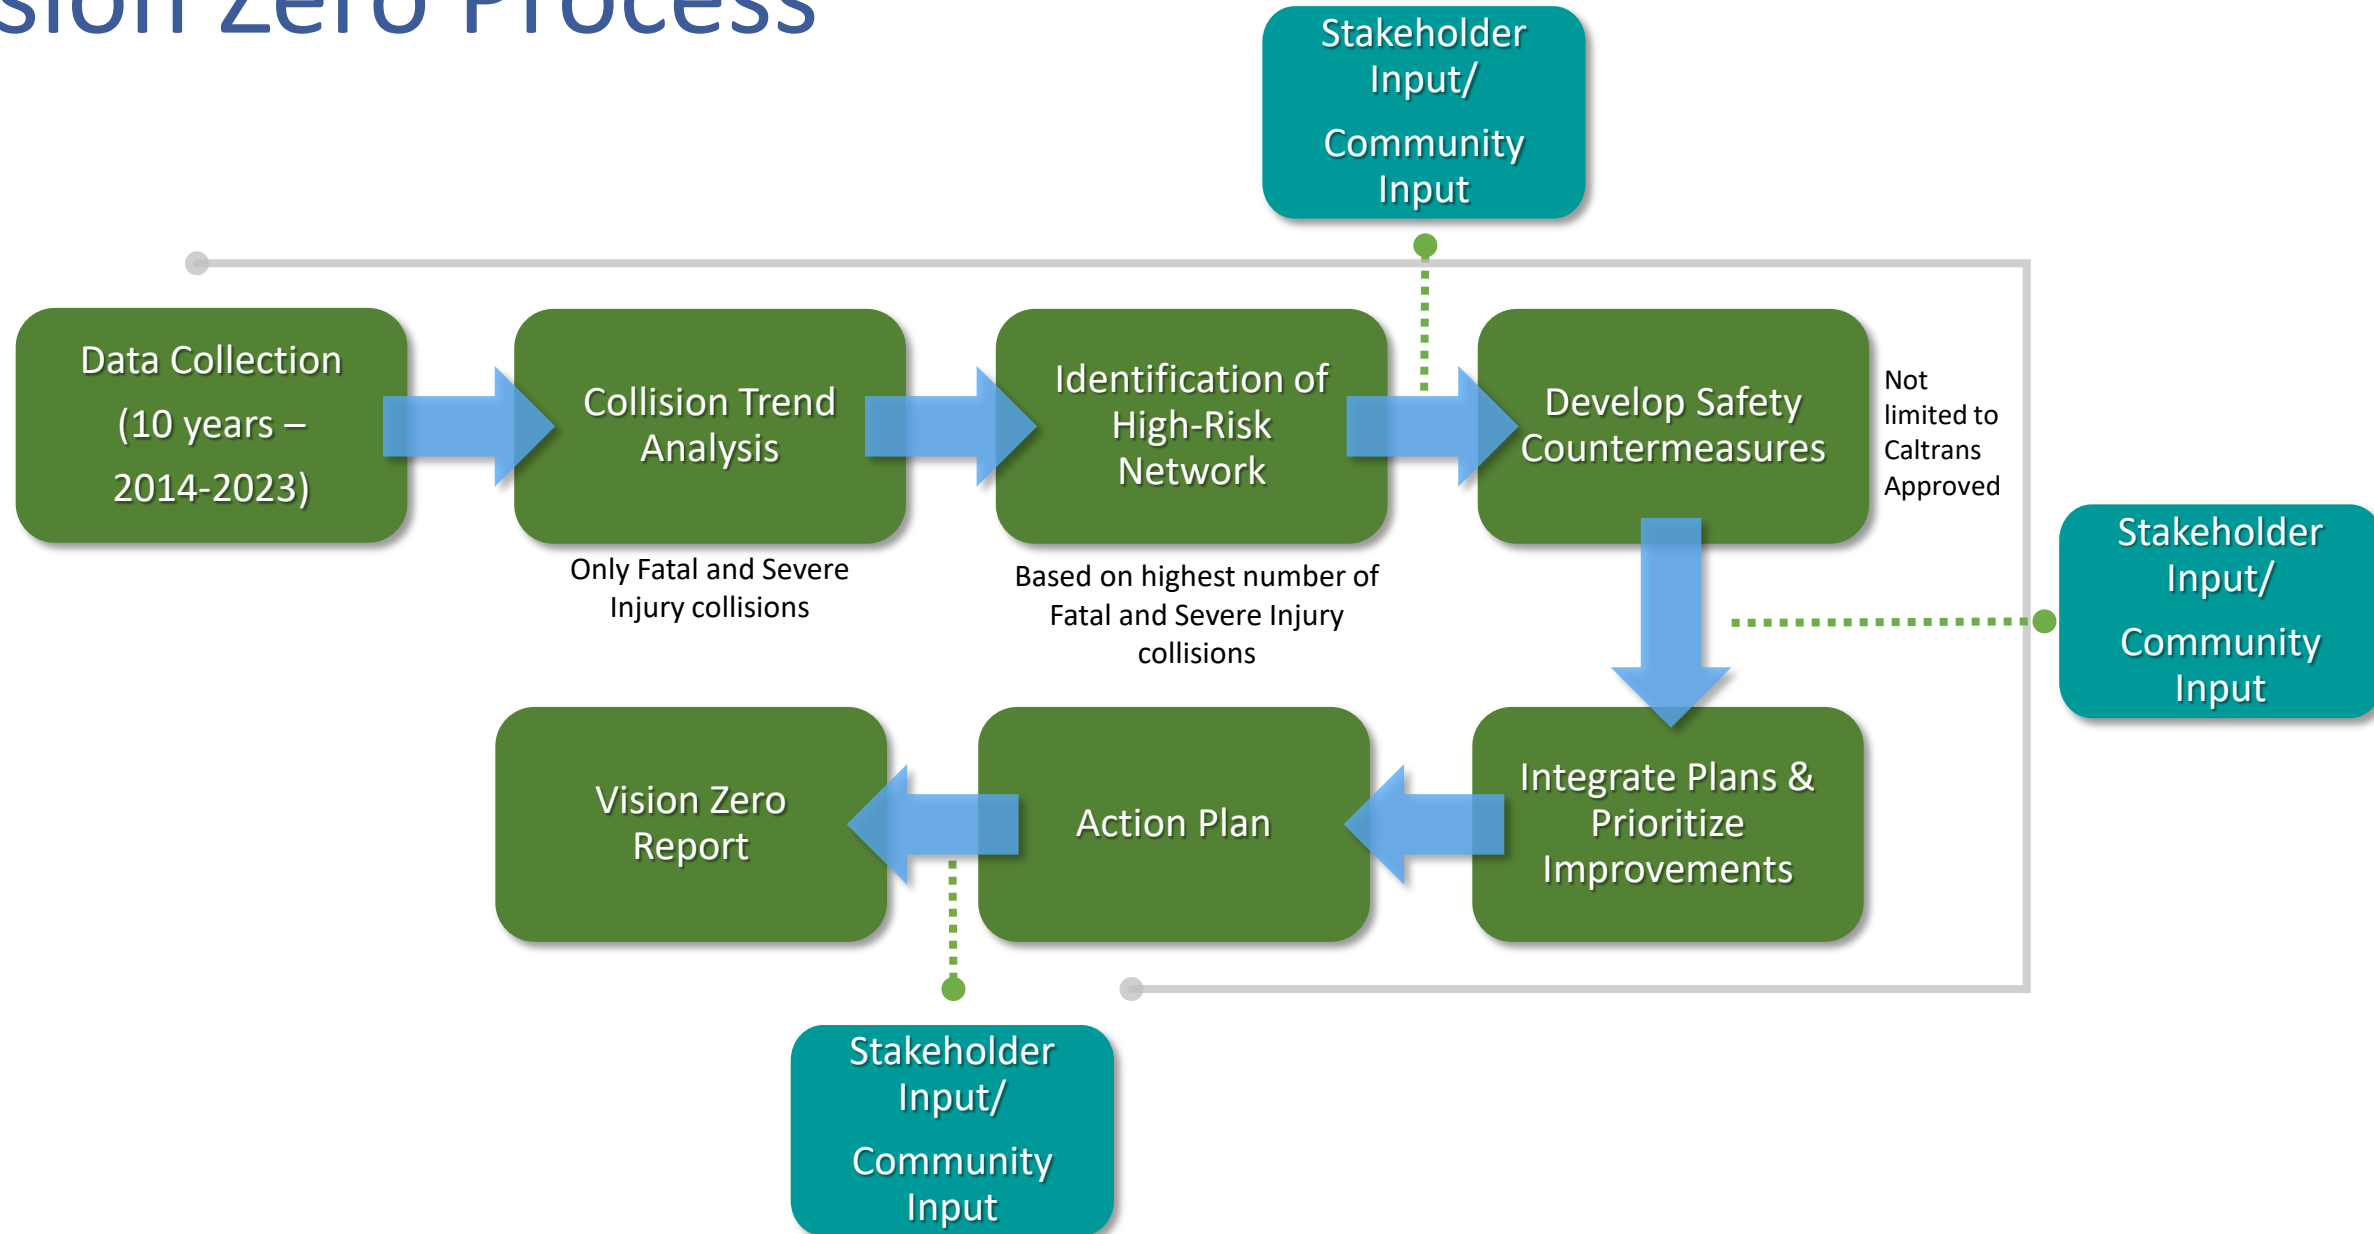 sion Zero Process
Stakeholder
Input/
Community
Input
Data Collection
(10 years –
2014-2023)
Collision Trend
Analysis
Only Fatal and Severe
Injury collisions
Identification of
High-Risk
Network
Based on highest number of
Fatal and Severe Injury
collisions
Develop Safety
Countermeasures
Not
limited to
Caltrans
Approved
Stakeholder
Input/
Community
Input
Integrate Plans &
Prioritize
Improvements
Action Plan
Vision Zero
Report
Stakeholder
Input/
Community
Input